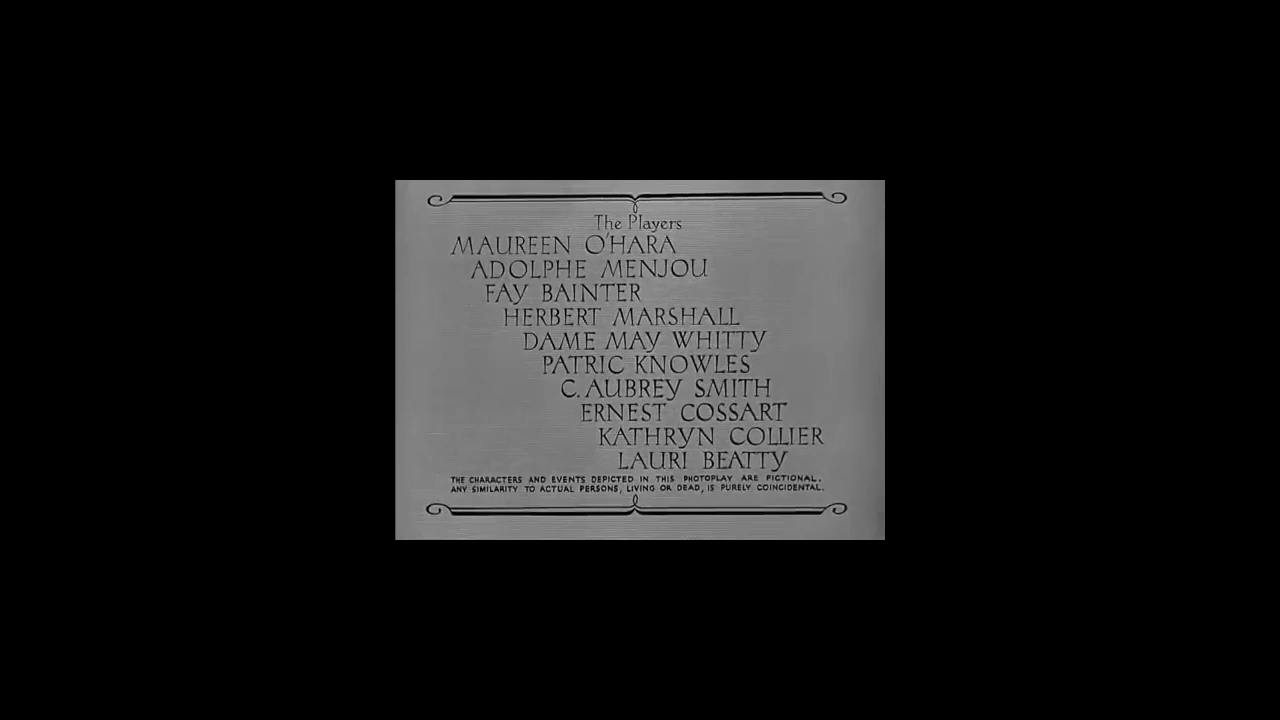 The Players
MAUREEN O'HARA
ADOLPHE MENJOU
FAY BAINTER
HERBERT MARSHALL
DAME MAY WHITTY
PATRIC KNOWLES
C. AUBREY SMITH
ERNEST COSSART
KATHRYN COLLIER
LAURI BEATTY
THE CHARACTERS AND EVENTS DEPICTED IN THIS PHOTOPLAY ARE FICTIONAL.
ANY SIMILARITY TO ACTUAL PERSONS, LIVING OR DEAD, IS PURELY COINCIDENTAL.